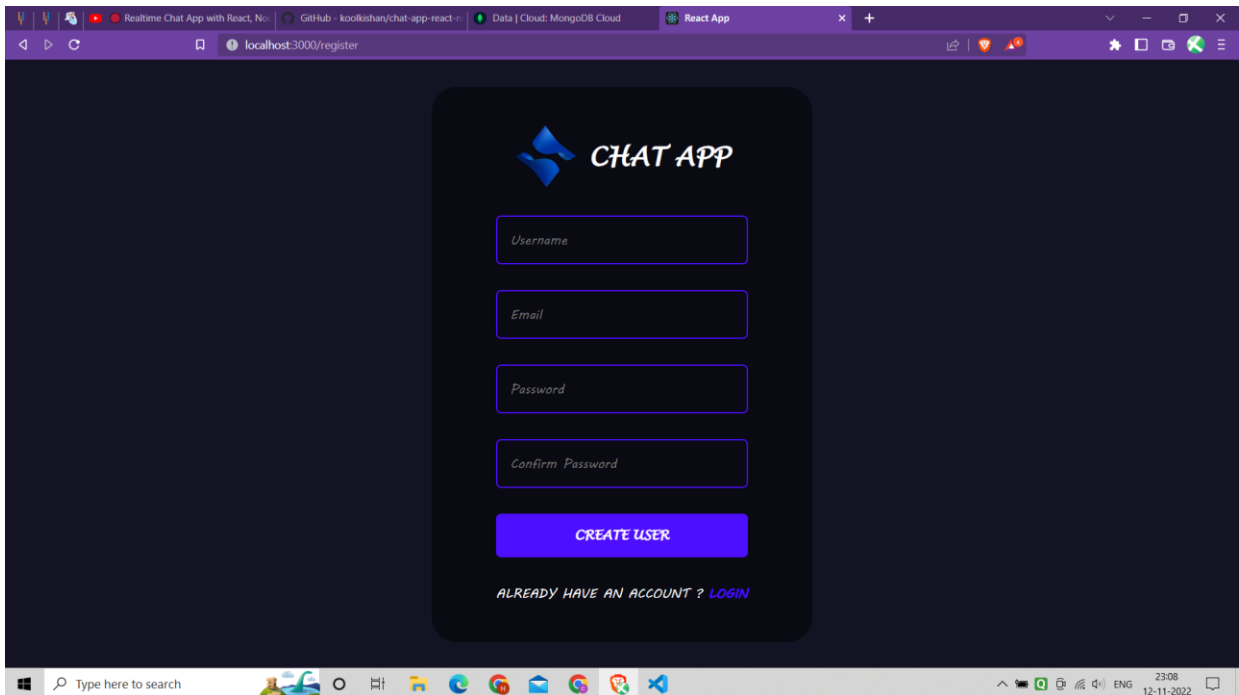 Realtime Chat App with React, No
GitHub - koolkishan/chat-app-react-n
Data | Cloud: MongoDB Cloud
React App
localhost:3000/register
CHAT APP
Username
Email
Password
Confirm Password
CREATE USER
ALREADY HAVE AN ACCOUNT ? LOGIN
Type here to search
ENG
23:08
12-11-2022